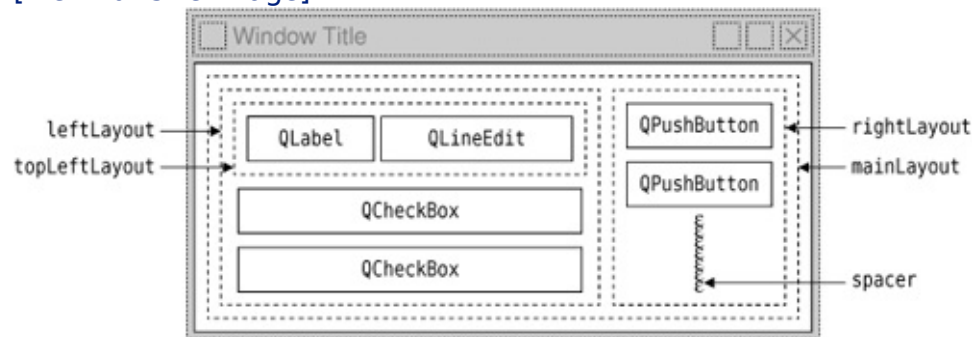 Window Title
leftLayout
topLeftLayout
QLabel
QLineEdit
QCheckBox
QCheckBox
QPushButton
QPushButton
rightLayout
mainLayout
spacer